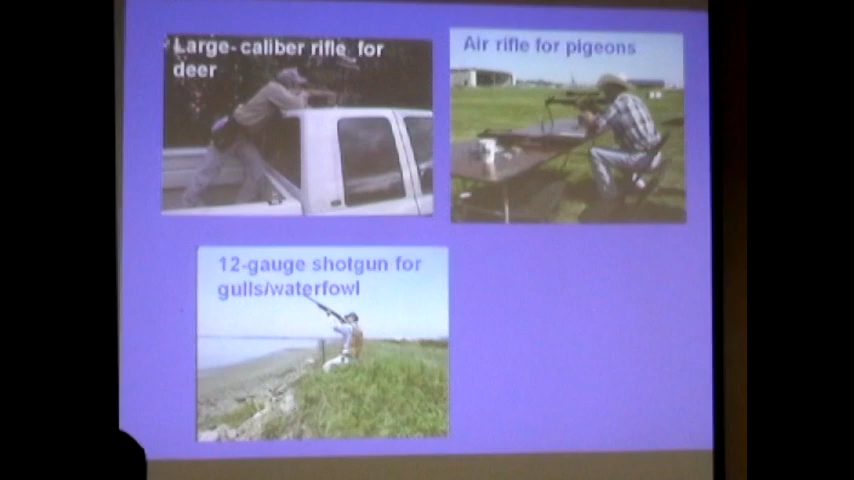 Large-caliber rifle for
deer
Air rifle for pigeons
12-gauge shotgun for
gulls/waterfowl